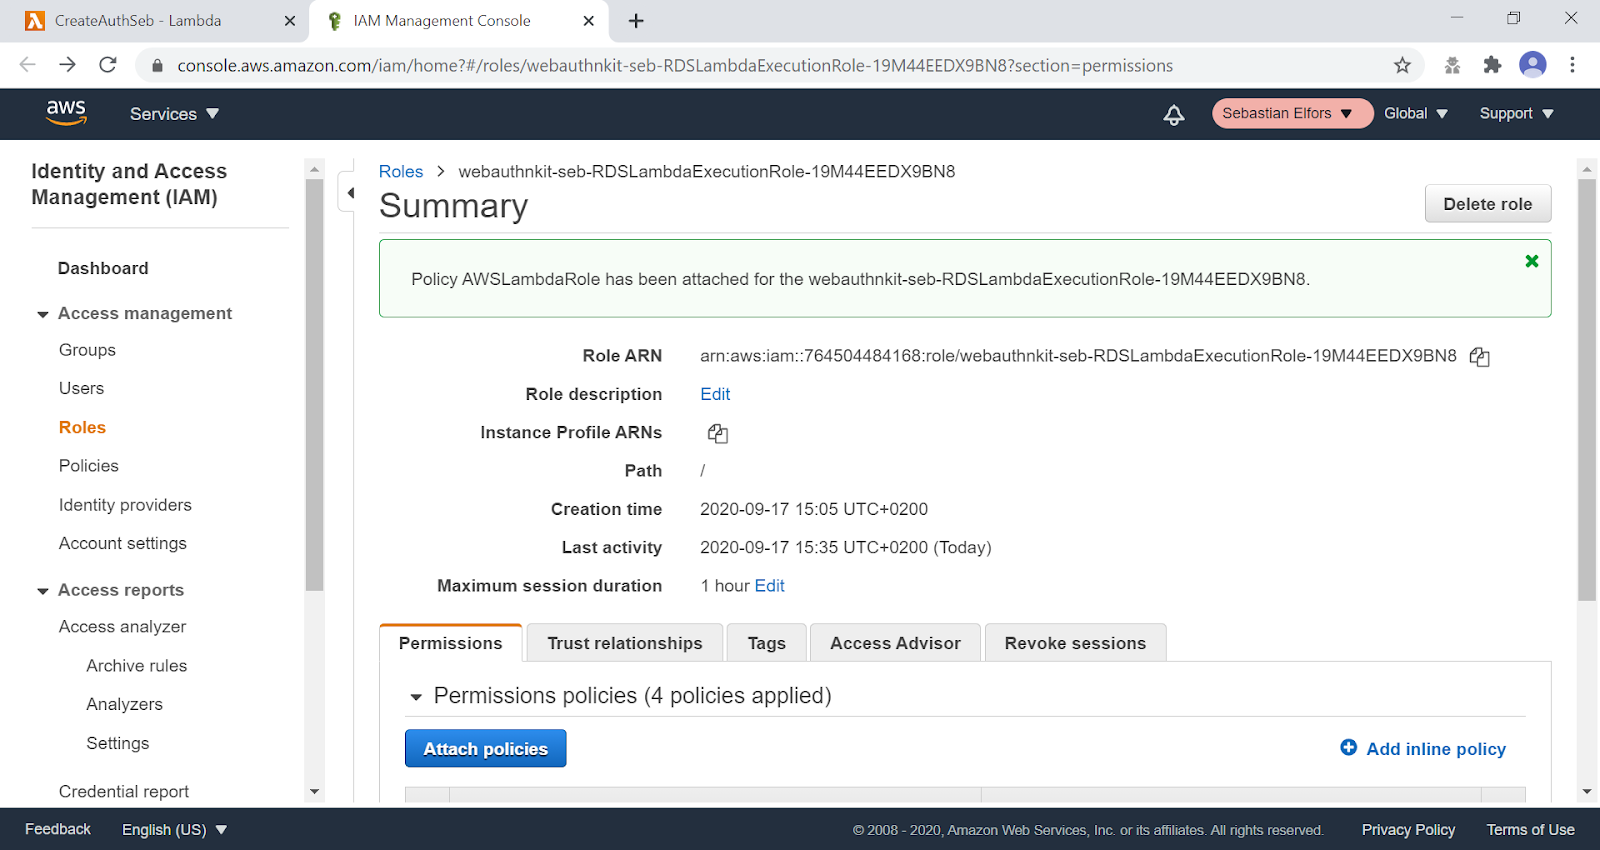 CreateAuthSeb - Lambda
IAM Management Console
console.aws.amazon.com/iam/home?#/roles/webauthnkit-seb-RDSLambdaExecutionRole-19M44EEDX9BN8?section=permissions
aws
Services
Sebastian Elfors
Global
Support
Identity and Access
Management (IAM)
Dashboard
Access management
Groups
Users
Roles
Policies
Identity providers
Account settings
Access reports
Access analyzer
Archive rules
Analyzers
Settings
Credential report
Roles > webauthnkit-seb-RDSLambdaExecutionRole-19M44EEDX9BN8
Summary
Delete role
Policy AWSLambdaRole has been attached for the webauthnkit-seb-RDSLambdaExecutionRole-19M44EEDX9BN8.
Role ARN arn:aws:iam::764504484168:role/webauthnkit-seb-RDSLambdaExecutionRole-19M44EEDX9BN8
Role description Edit
Instance Profile ARNs
Path /
Creation time 2020-09-17 15:05 UTC+0200
Last activity 2020-09-17 15:35 UTC+0200 (Today)
Maximum session duration 1 hour Edit
Permissions Trust relationships Tags Access Advisor Revoke sessions
Permissions policies (4 policies applied)
Attach policies
Add inline policy
Feedback
English (US)
© 2008 - 2020, Amazon Web Services, Inc. or its affiliates. All rights reserved.
Privacy Policy
Terms of Use